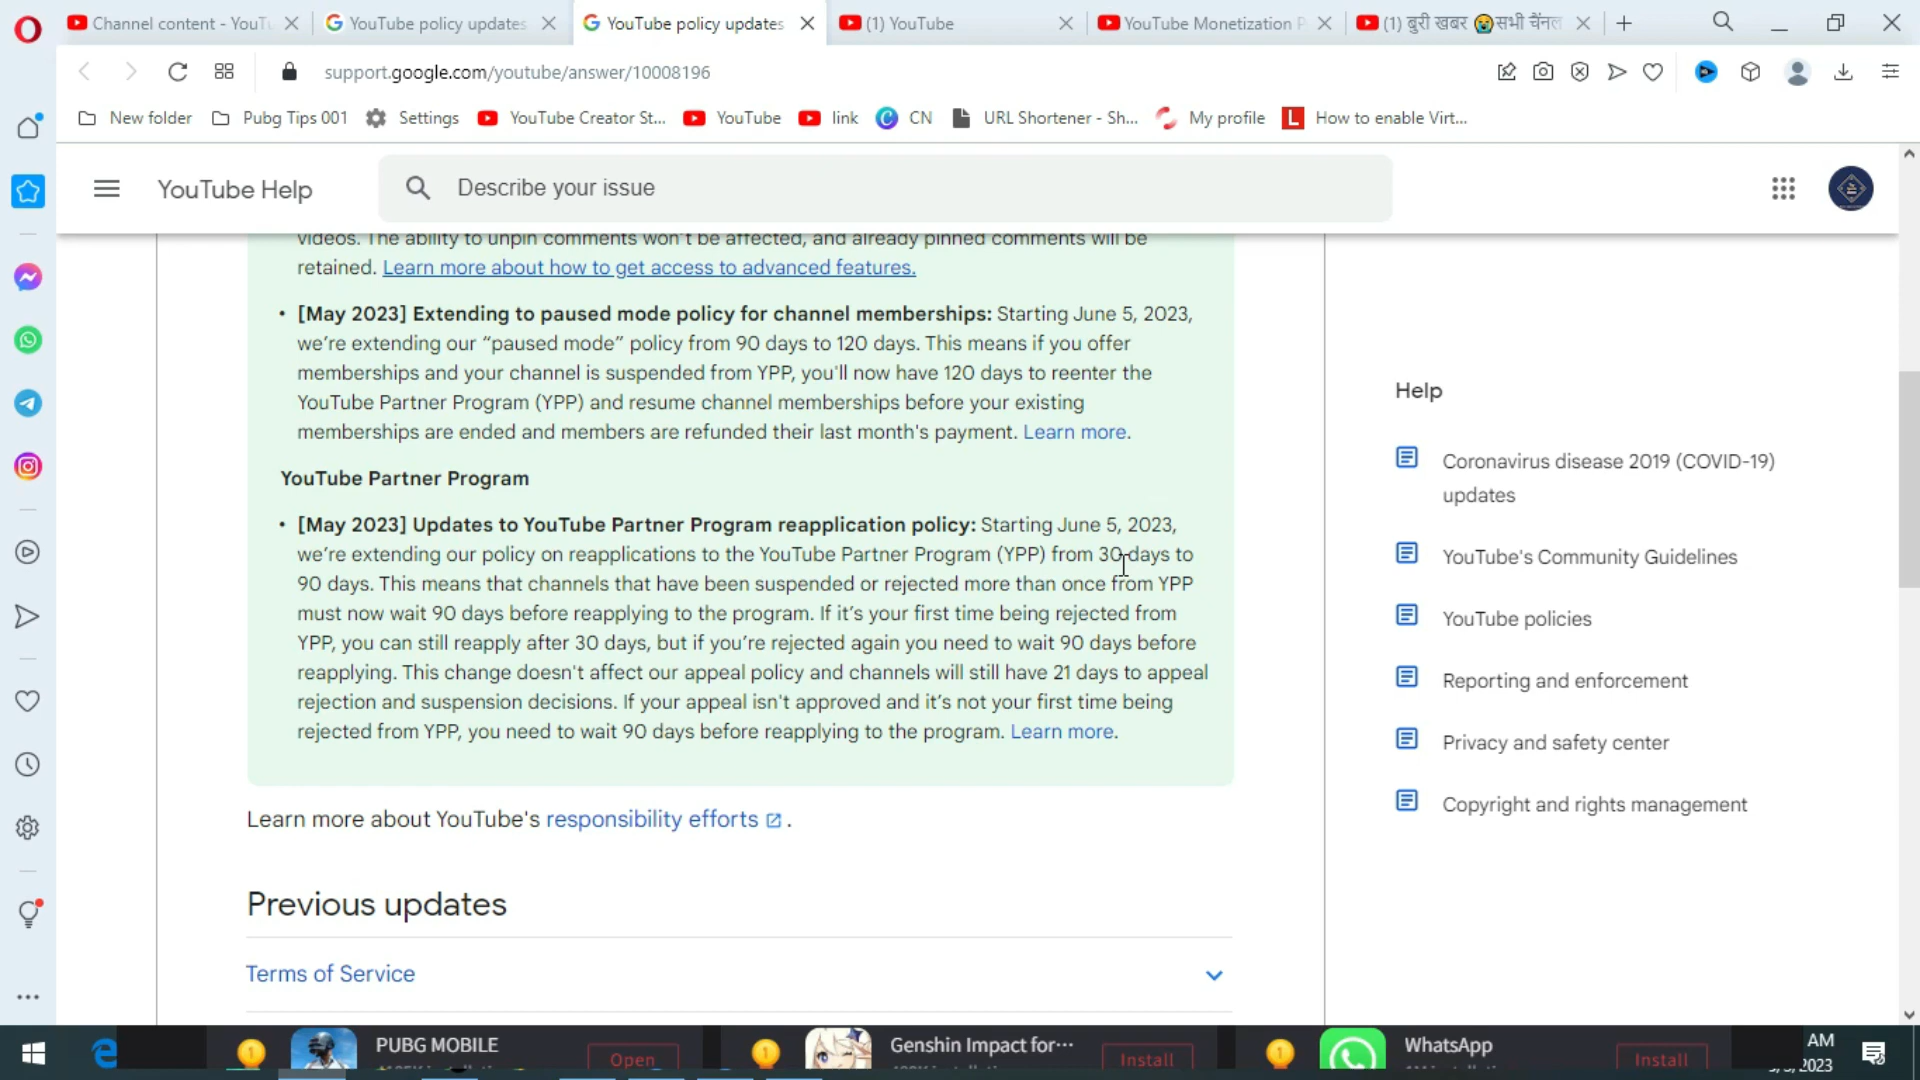 Channel content - YouTu
YouTube policy updates
YouTube policy updates
(1) YouTube
YouTube Monetization P
(1) बुरी खबर 😭सभी चैंनल
support.google.com/youtube/answer/10008196
New folder
Pubg Tips 001
Settings
YouTube Creator St...
YouTube
link
CN
URL Shortener - Sh...
My profile
How to enable Virt...
YouTube Help
Describe your issue
videos. The ability to unpin comments won't be affected, and already pinned comments will be
retained. Learn more about how to get access to advanced features.
• [May 2023] Extending to paused mode policy for channel memberships: Starting June 5, 2023,
we're extending our “paused mode” policy from 90 days to 120 days. This means if you offer
memberships and your channel is suspended from YPP, you'll now have 120 days to reenter the
YouTube Partner Program (YPP) and resume channel memberships before your existing
memberships are ended and members are refunded their last month's payment. Learn more.
YouTube Partner Program
• [May 2023] Updates to YouTube Partner Program reapplication policy: Starting June 5, 2023,
we're extending our policy on reapplications to the YouTube Partner Program (YPP) from 30 days to
90 days. This means that channels that have been suspended or rejected more than once from YPP
must now wait 90 days before reapplying to the program. If it's your first time being rejected from
YPP, you can still reapply after 30 days, but if you're rejected again you need to wait 90 days before
reapplying. This change doesn't affect our appeal policy and channels will still have 21 days to appeal
rejection and suspension decisions. If your appeal isn't approved and it's not your first time being
rejected from YPP, you need to wait 90 days before reapplying to the program. Learn more.
Learn more about YouTube's responsibility efforts .
Previous updates
Terms of Service
Help
Coronavirus disease 2019 (COVID-19)
updates
YouTube's Community Guidelines
YouTube policies
Reporting and enforcement
Privacy and safety center
Copyright and rights management
PUBG MOBILE
Open
Genshin Impact for···
Install
WhatsApp
Install
AM
2023